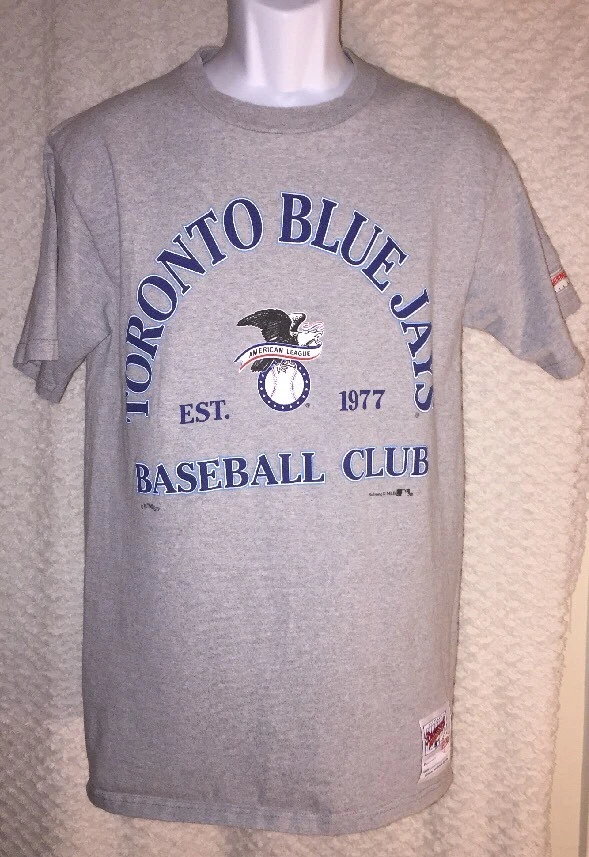 TORONTO BLUE JAYS
AMERICAN LEAGUE
EST. 1977
BASEBALL CLUB